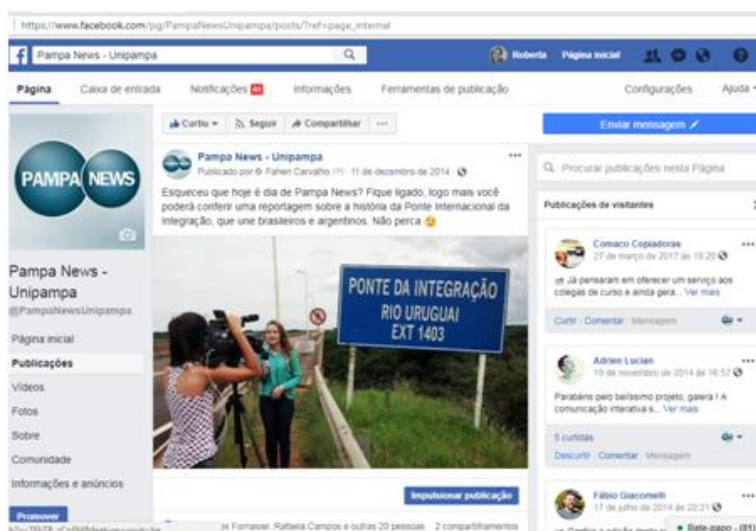 https://www.facebook.com/pg/PampaNewsUnipampa/posts/?ref=page_internal
Pampa News - Unipampa
Roberta Página inicial
Página Caixa de entrada Notificações 41 Informações Ferramentas de publicação Configurações Ajuda
Curtiu Seguir Compartilhar ...
Enviar mensagem
PAMPA NEWS
Pampa News - Unipampa
@PampaNewsUnipampa
Página inicial
Publicações
Vídeos
Fotos
Sobre
Comunidade
Informações e anúncios
Promover
Pampa News - Unipampa
Publicado por Fahen Carvalho 11 de dezembro de 2014
Esqueceu que hoje é dia de Pampa News? Fique ligado, logo mais você
poderá conferir uma reportagem sobre a história da Ponte Internacional da
Integração, que une brasileiros e argentinos. Não perca
PONTE DA INTEGRAÇÃO
RIO URUGUAI
EXT 1403
Impulsionar publicação
Fornasier, Rafaela Campos e outras 20 pessoas 2 compartilhamentos
Procurar publicações nesta Página
Publicações de visitantes
Comaco Copiadoras
27 de março de 2017 às 19:20
Já pensaram em oferecer um serviço aos
colegas de curso e ainda gera... Ver mais
Curtir Comentar Mensagem
Adrien Lucian
19 de novembro de 2014 às 16:57
Parabéns pelo belíssimo projeto, galera! A
comunicação interativa s... Ver mais
5 curtidas
Descurtir Comentar Mensagem
Fábio Giacomelli
17 de julho de 2014 às 20:21
Bate-papo